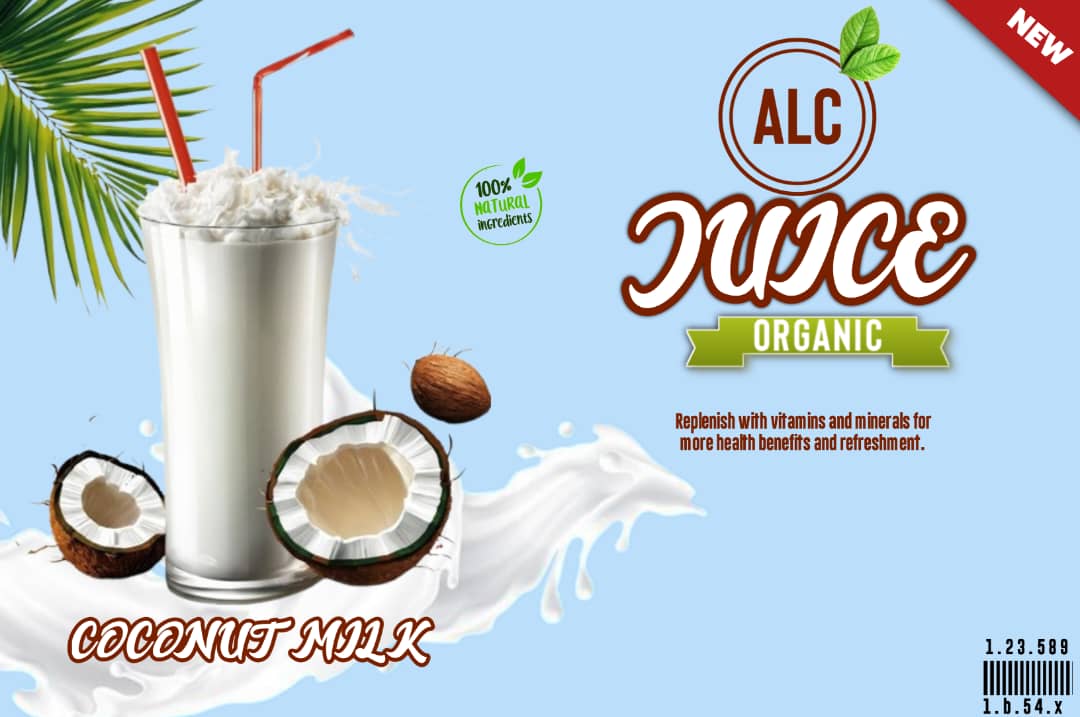 NEW
ALC
JUICE
ORGANIC
100%
NATURAL
ingredients
Replenish with vitamins and minerals for
more health benefits and refreshment.
COCONUT MILK
1.23.589
1.b.54.x